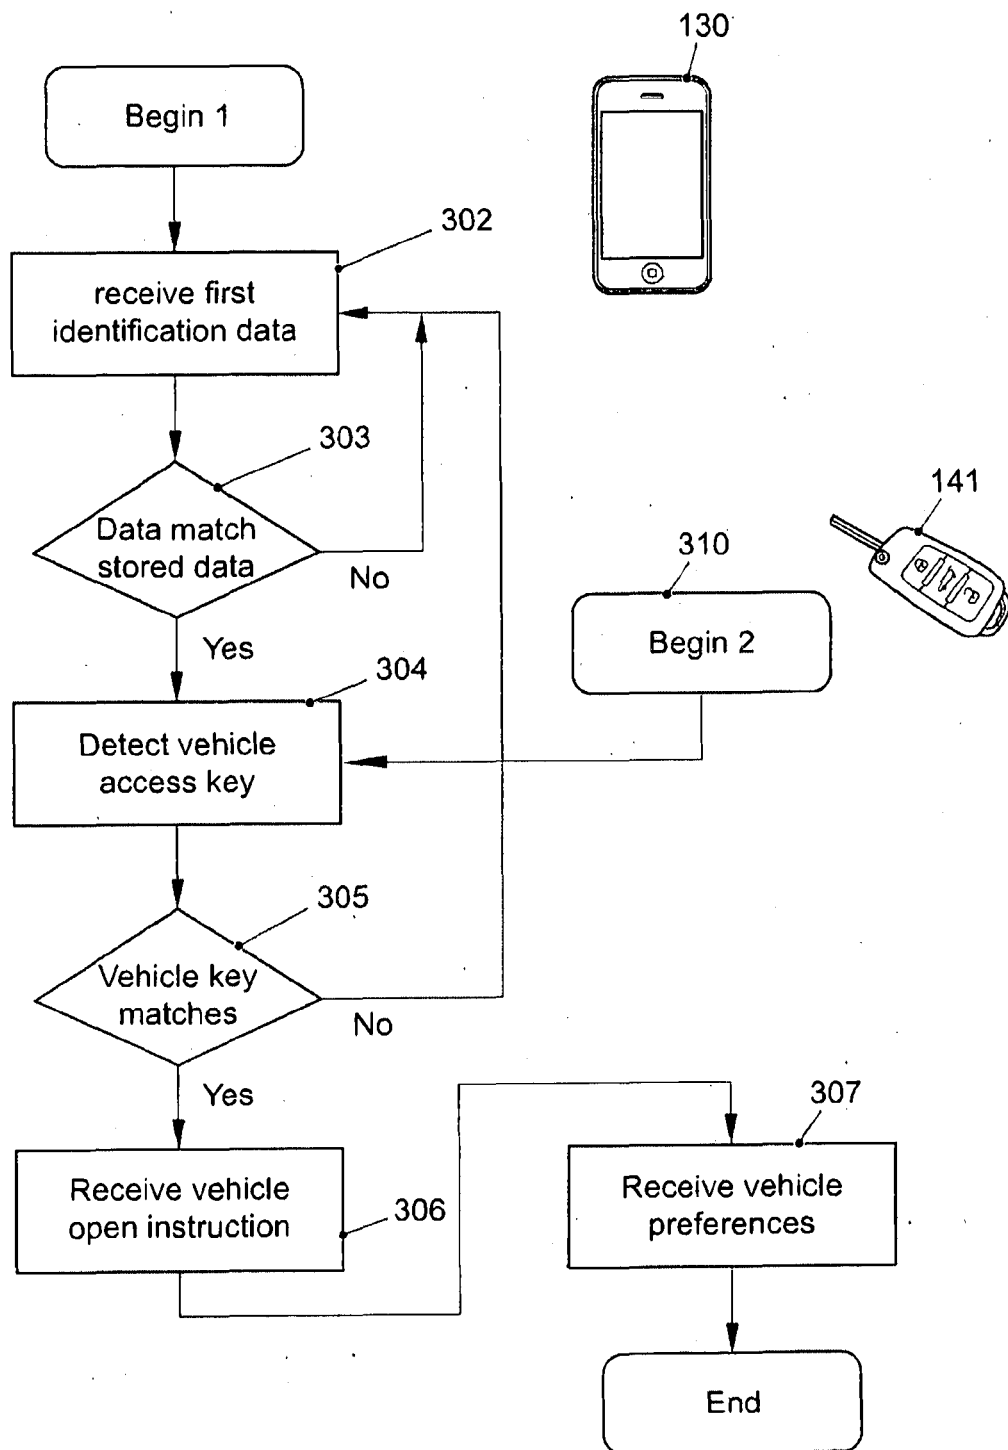 130
Begin 1
302
receive first
identification data
303
Data match
stored data
No
Yes
141
310
Begin 2
304
Detect vehicle
access key
305
Vehicle key
matches
No
Yes
307
Receive vehicle
open instruction
306
Receive vehicle
preferences
End